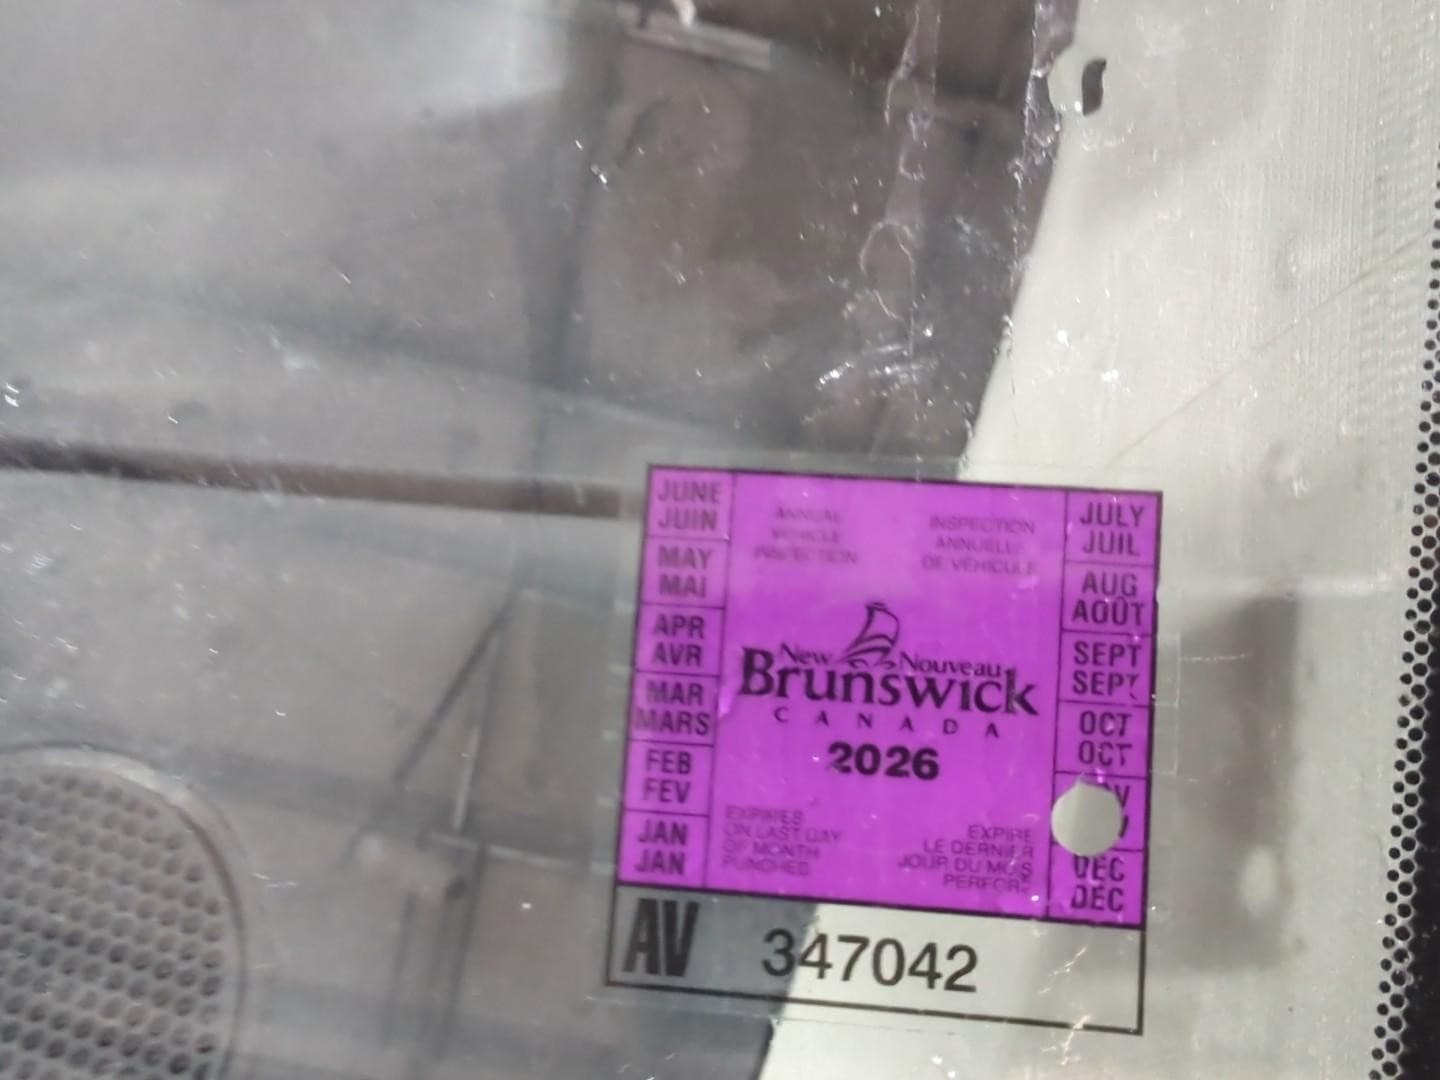 JUNE
JUIN
MAY
MAI
APR
AVR
MAR
MARS
FEB
FEV
JAN
JAN
ANNUAL
VEHICLE
INSPECTION
INSPECTION
ANNUELLE
DE VÉHICULE
New Nouveau
Brunswick
CANADA
2026
EXPIRES
ON LAST DAY
OF MONTH
PUNCHED
EXPIRE
LE DERNIER
JOUR DU MOIS
PERFORÉ
JULY
JUIL
AUG
AOÛT
SEPT
SEPT
OCT
OCT
DEC
DÉC
AV 347042